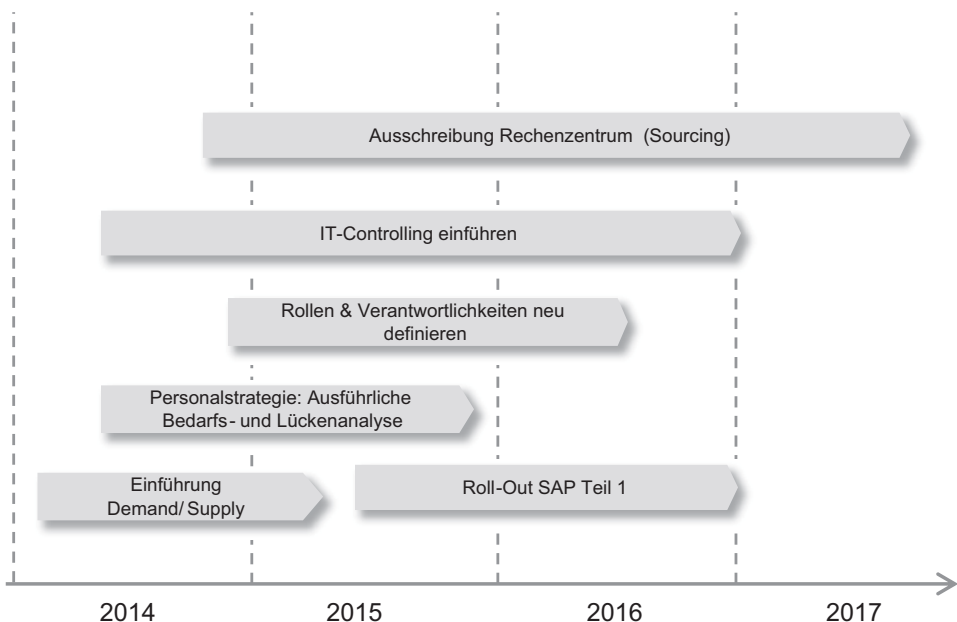 Ausschreibung Rechenzentrum (Sourcing)
IT-Controlling einführen
Rollen & Verantwortlichkeiten neu
definieren
Personalstrategie: Ausführliche
Bedarfs- und Lückenanalyse
Einführung
Demand/ Supply
Roll-Out SAP Teil 1
2014 2015 2016 2017